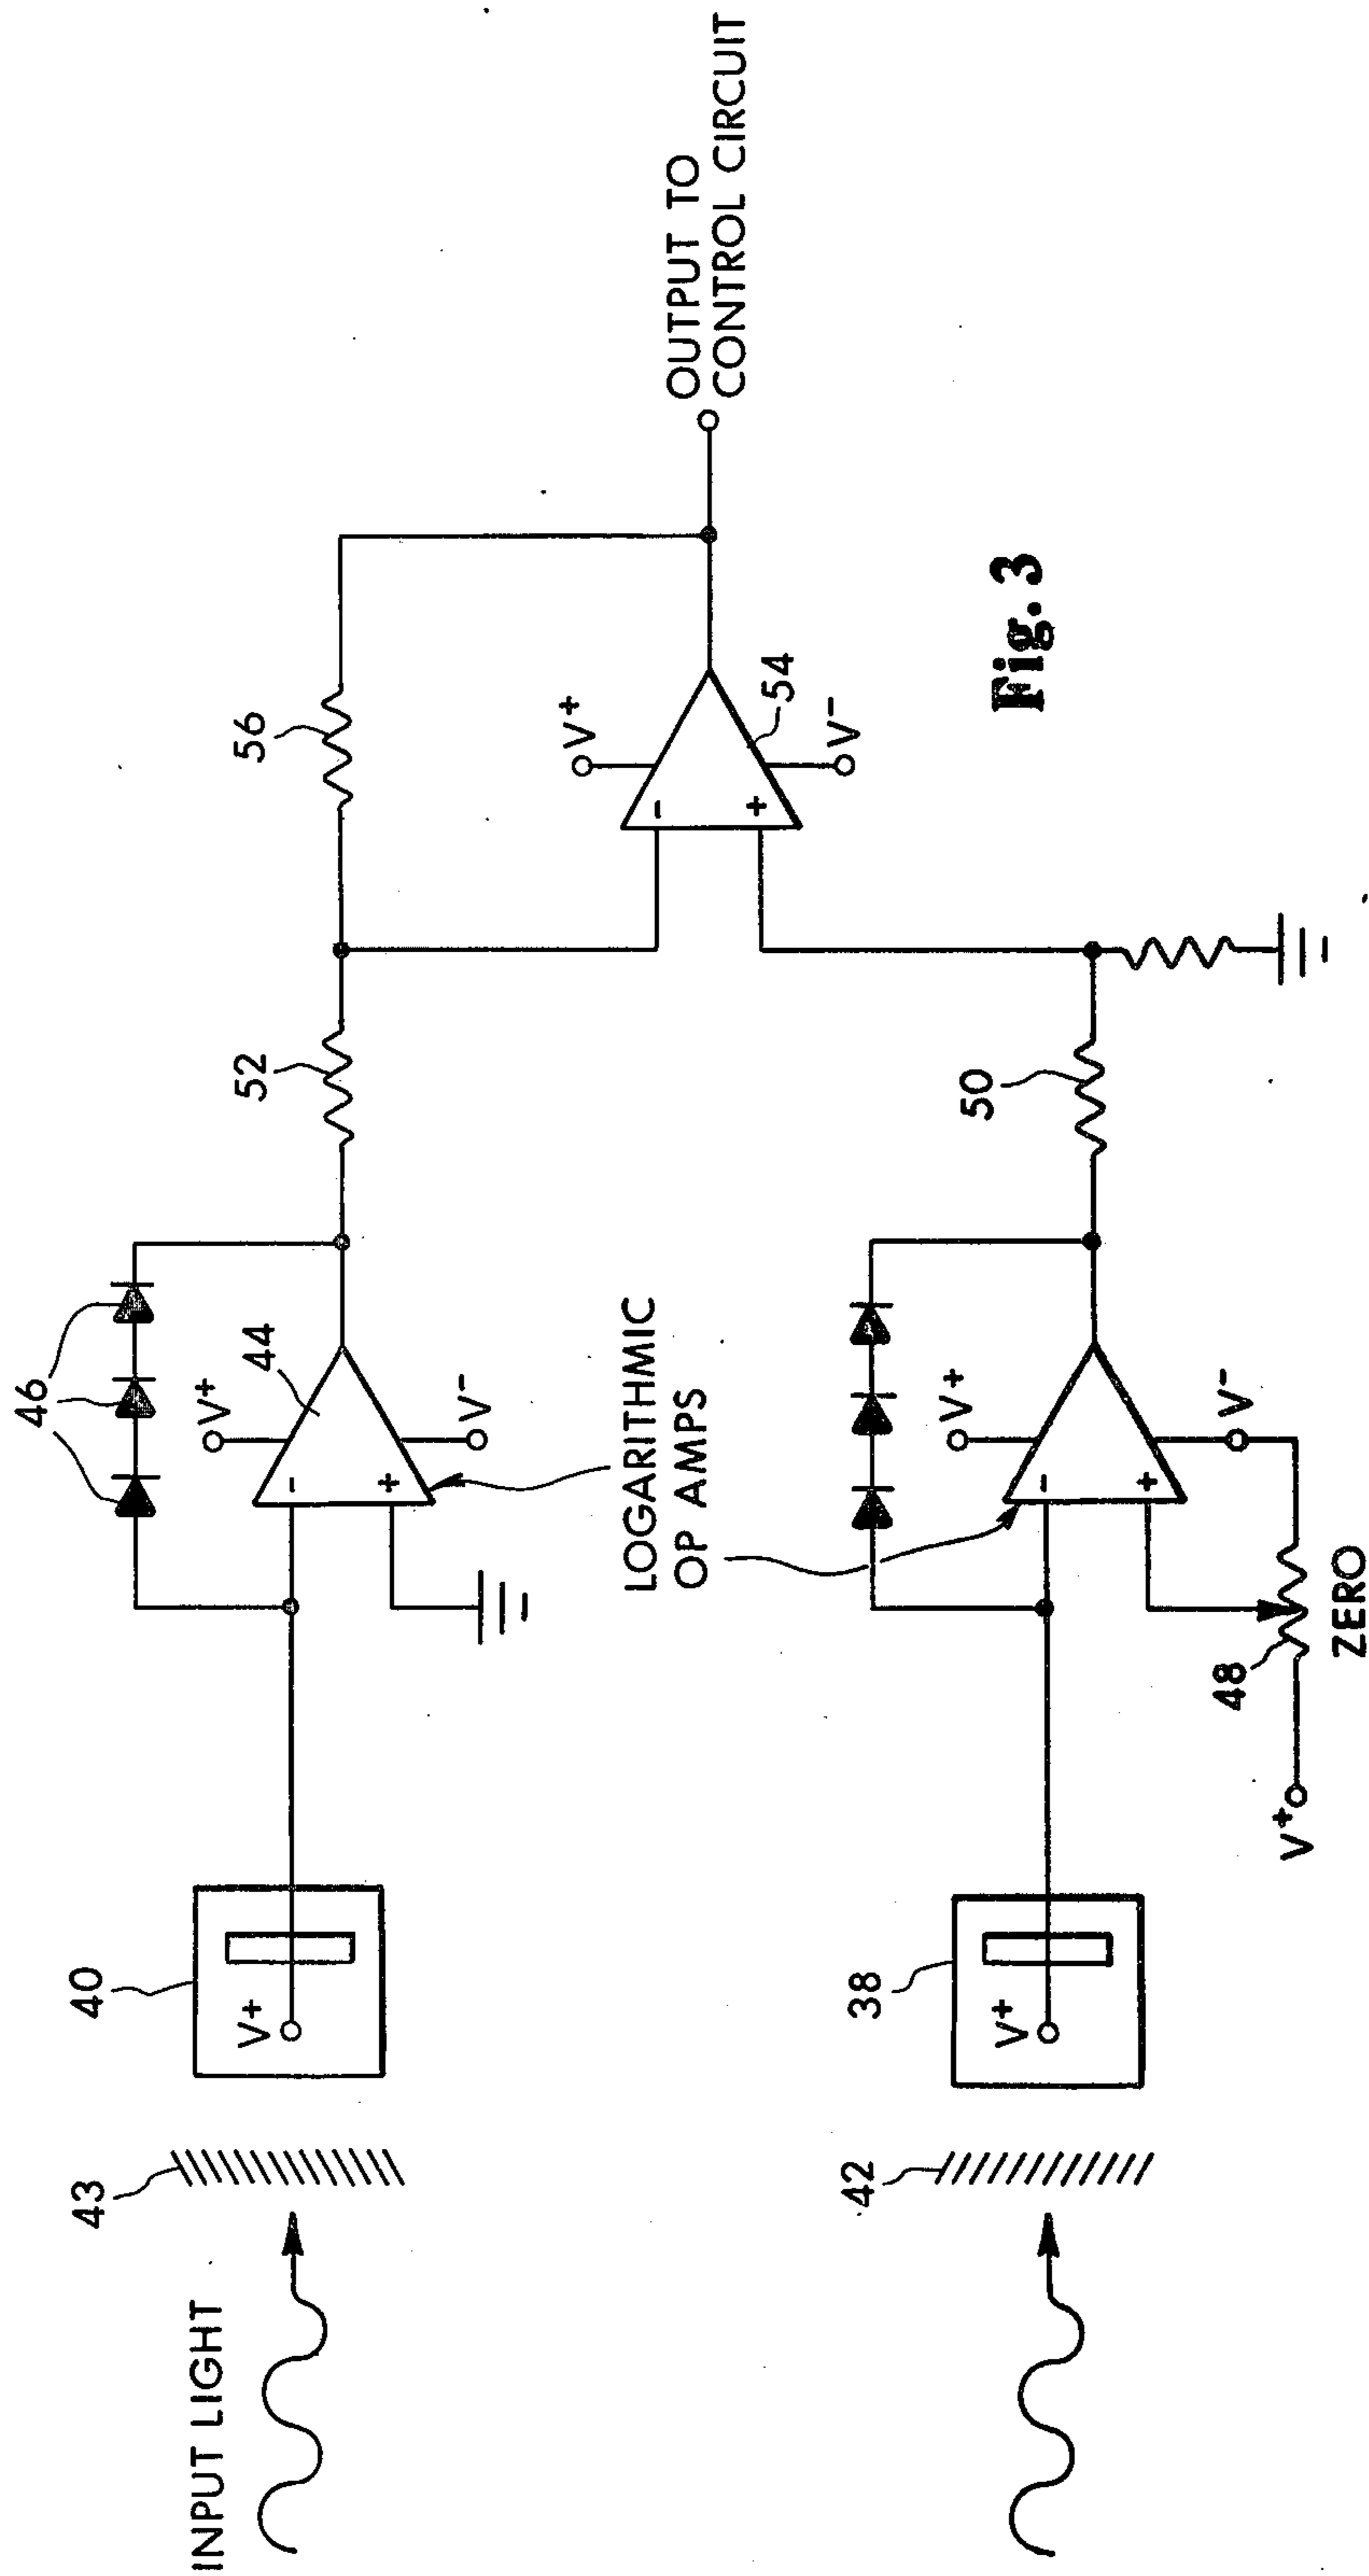 INPUT LIGHT
43
40
V+
46
V+
44
-
+
V-
52
56
LOGARITHMIC
OP AMPS
V+
-
+
54
V-
OUTPUT TO
CONTROL CIRCUIT
42
38
V+
V+
-
+
V-
50
48
V+
ZERO
Fig. 3